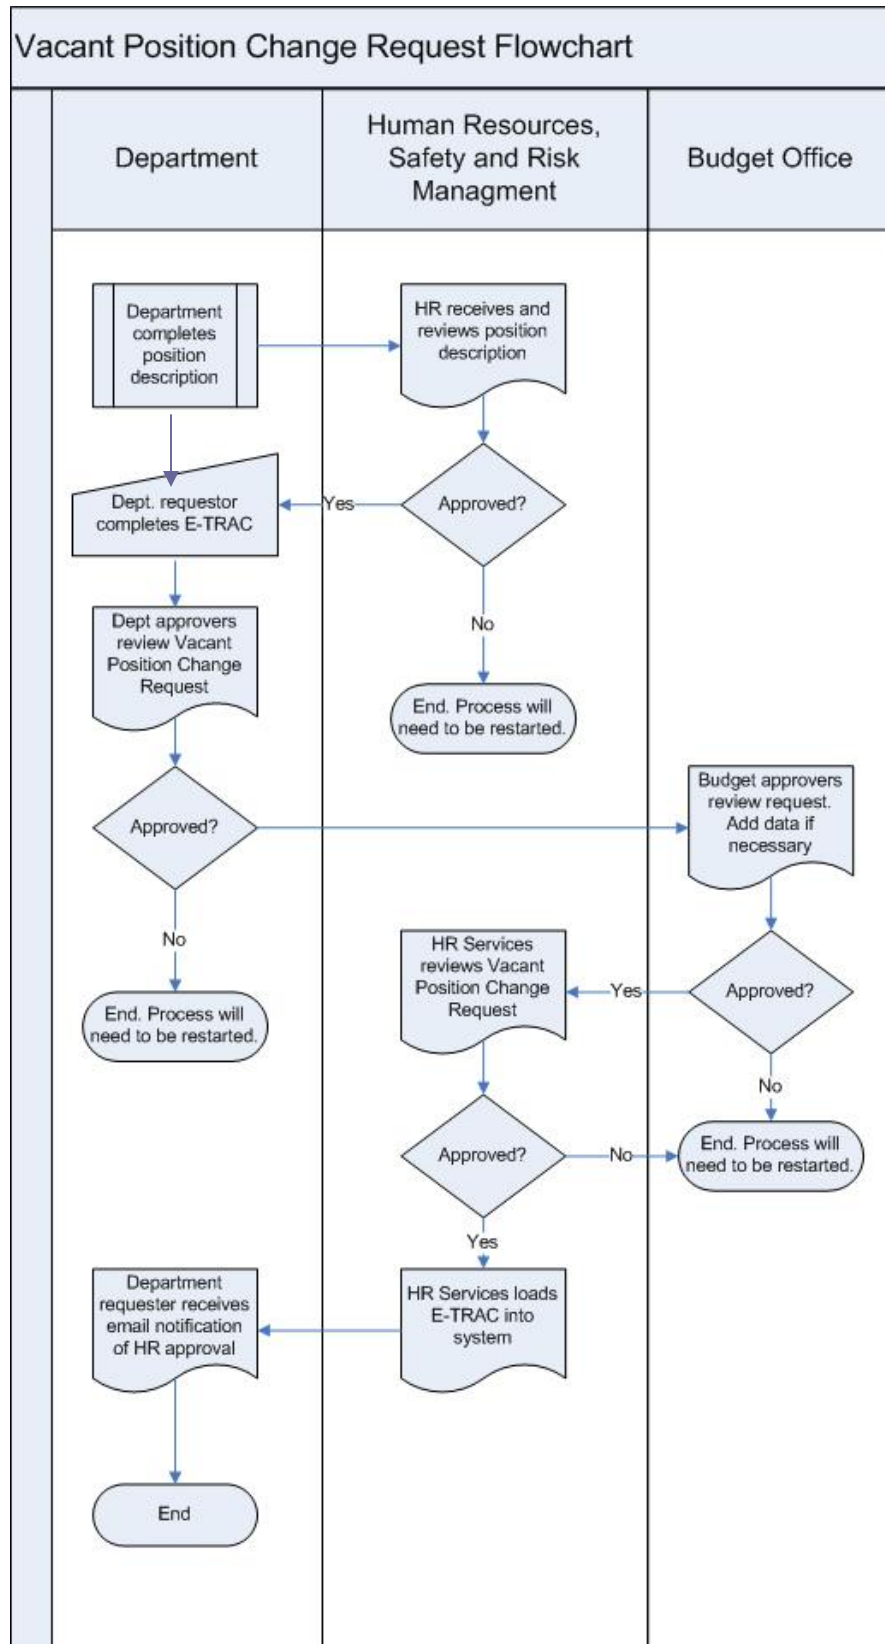 Vacant Position Change Request Flowchart
Department
Human Resources,
Safety and Risk
Managment
Budget Office
Department
completes
position
description
HR receives and
reviews position
description
Dept. requestor
completes E-TRAC
Yes
Approved?
No
Dept approvers
review Vacant
Position Change
Request
End. Process will
need to be restarted.
Approved?
Budget approvers
review request.
Add data if
necessary
No
HR Services
reviews Vacant
Position Change
Request
Yes
Approved?
End. Process will
need to be restarted.
No
Approved?
No
End. Process will
need to be restarted.
Yes
Department
requester receives
email notification
of HR approval
HR Services loads
E-TRAC into
system
End